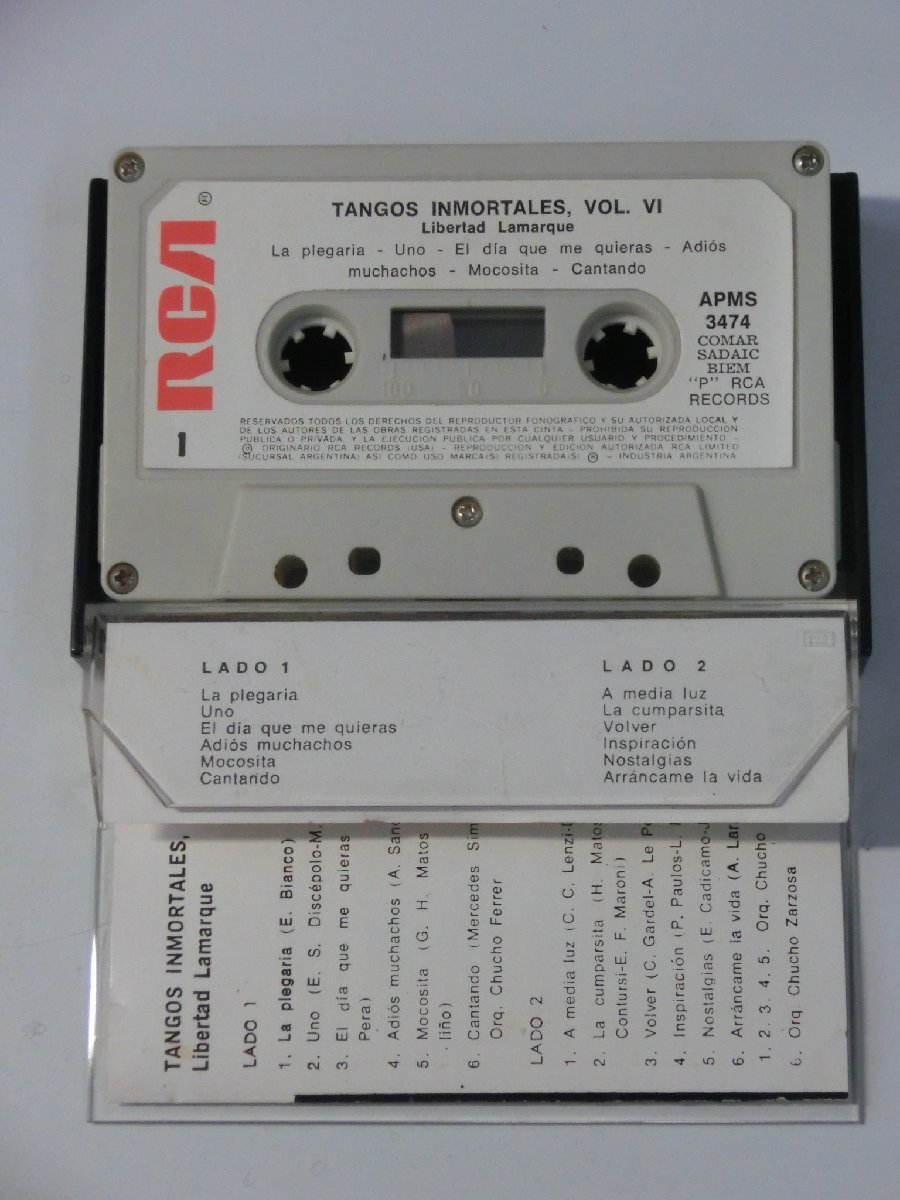 RCA ®
TANGOS INMORTALES, VOL. VI
Libertad Lamarque
La plegaria - Uno - El día que me quieras - Adiós
muchachos - Mocosita - Cantando
APMS
3474
COMAR
SADAIC
BIEM
"P" RCA
RECORDS
100 50 0
1
RESERVADOS TODOS LOS DERECHOS DEL REPRODUCTOR FONOGRAFICO Y SU AUTORIZADA LOCAL Y
DE LOS AUTORES DE LAS OBRAS REGISTRADAS EN ESTA CINTA - PROHIBIDA SU REPRODUCCION
PUBLICA O PRIVADA, Y LA EJECUCION PUBLICA POR CUALQUIER USUARIO Y PROCEDIMIENTO -
ORIGINARIO RCA RECORDS (USA) - REPRODUCCION Y EDICION AUTORIZADA RCA LIMITED
(SUCURSAL ARGENTINA) ASI COMO USO MARCA(S) REGISTRADA(S) ® - INDUSTRIA ARGENTINA
LADO 1
La plegaria
Uno
El día que me quieras
Adiós muchachos
Mocosita
Cantando
LADO 2
A media luz
La cumparsita
Volver
Inspiración
Nostalgias
Arráncame la vida
TANGOS INMORTALES,
Libertad Lamarque
LADO 1
1. La plegaria (E. Bianco)
2. Uno (E. S. Discépolo-M.
3. El día que me quieras
Pera)
4. Adiós muchachos (A. Sand
5. Mocosita (G. H. Matos
liño)
6. Cantando (Mercedes Sim
Orq. Chucho Ferrer
LADO 2
1. A media luz (C. C. Lenzi-
2. La cumparsita (H. Matos
Contursi-E. F. Maroni)
3. Volver (C. Gardel-A. Le Pe
4. Inspiración (P. Paulos-L.
5. Nostalgias (E. Cadícamo-J
6. Arráncame la vida (A. Lar
1. 2. 3. 4. 5. Orq. Chucho
6. Orq. Chucho Zarzosa